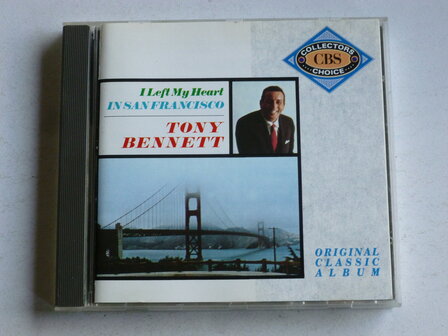 COLLECTORS
CBS
CHOICE
I Left My Heart
IN SAN FRANCISCO
TONY
BENNETT
ORIGINAL
CLASSIC
ALBUM